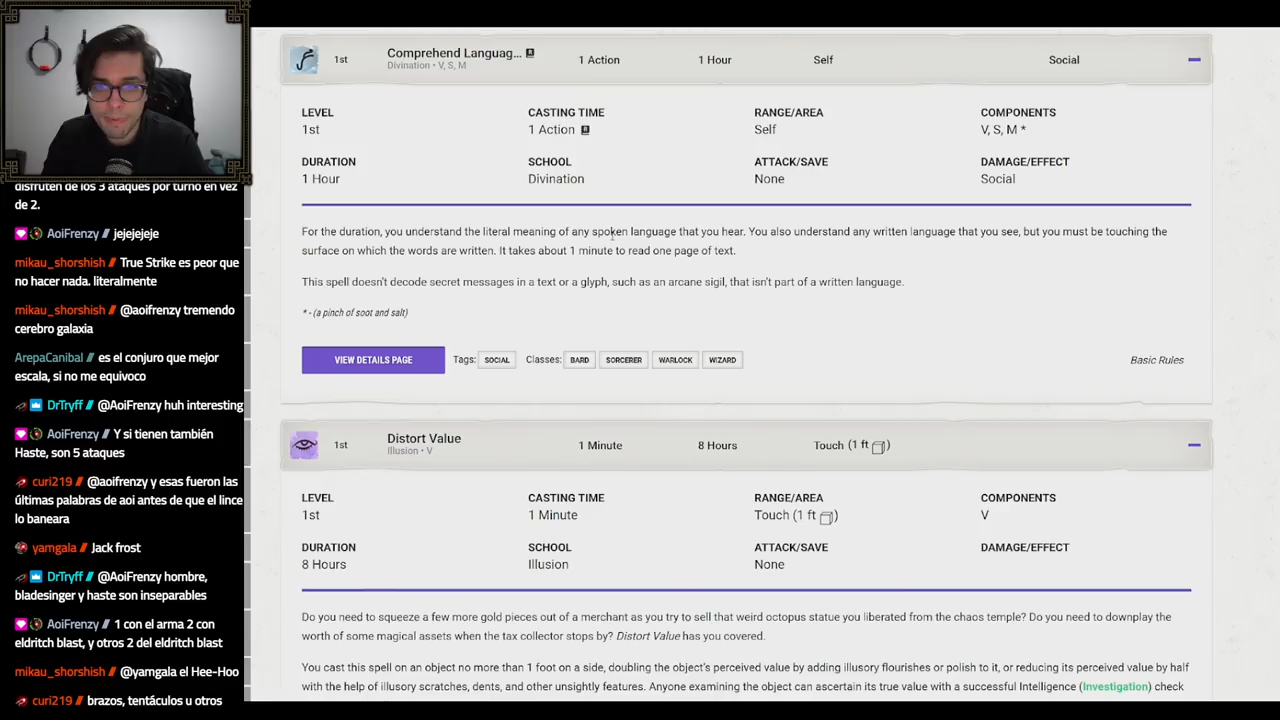 disfruten de los 3 ataques por turno en vez
de 2.
AoiFrenzy // jejejejeje
mikau_shorshish // True Strike es peor que
no hacer nada. literalmente
mikau_shorshish // @aoifrenzy tremendo
cerebro galaxia
ArepaCanibal // es el conjuro que mejor
escala, si no me equivoco
DrTryff // @AoiFrenzy huh interesting
AoiFrenzy // Y si tienen también
Haste, son 5 ataques
curi219 // @aoifrenzy y esas fueron las
últimas palabras de aoi antes de que el lince
lo baneara
yamgala // Jack frost
DrTryff // @AoiFrenzy hombre,
bladesinger y haste son inseparables
AoiFrenzy // 1 con el arma 2 con
eldritch blast, y otros 2 del eldritch blast
mikau_shorshish // @yamgala el Hee-Hoo
curi219 // brazos, tentáculos u otros
1st Comprehend Languag... 1 Action 1 Hour Self Social
Divination • V, S, M
LEVEL CASTING TIME RANGE/AREA COMPONENTS
1st 1 Action Self V, S, M *
DURATION SCHOOL ATTACK/SAVE DAMAGE/EFFECT
1 Hour Divination None Social
For the duration, you understand the literal meaning of any spoken language that you hear. You also understand any written language that you see, but you must be touching the
surface on which the words are written. It takes about 1 minute to read one page of text.
This spell doesn't decode secret messages in a text or a glyph, such as an arcane sigil, that isn't part of a written language.
* - (a pinch of soot and salt)
VIEW DETAILS PAGE Tags: SOCIAL Classes: BARD SORCERER WARLOCK WIZARD Basic Rules
1st Distort Value 1 Minute 8 Hours Touch (1 ft )
Illusion • V
LEVEL CASTING TIME RANGE/AREA COMPONENTS
1st 1 Minute Touch (1 ft ) V
DURATION SCHOOL ATTACK/SAVE DAMAGE/EFFECT
8 Hours Illusion None
Do you need to squeeze a few more gold pieces out of a merchant as you try to sell that weird octopus statue you liberated from the chaos temple? Do you need to downplay the
worth of some magical assets when the tax collector stops by? Distort Value has you covered.
You cast this spell on an object no more than 1 foot on a side, doubling the object's perceived value by adding illusory flourishes or polish to it, or reducing its perceived value by half
with the help of illusory scratches, dents, and other unsightly features. Anyone examining the object can ascertain its true value with a successful Intelligence (Investigation) check